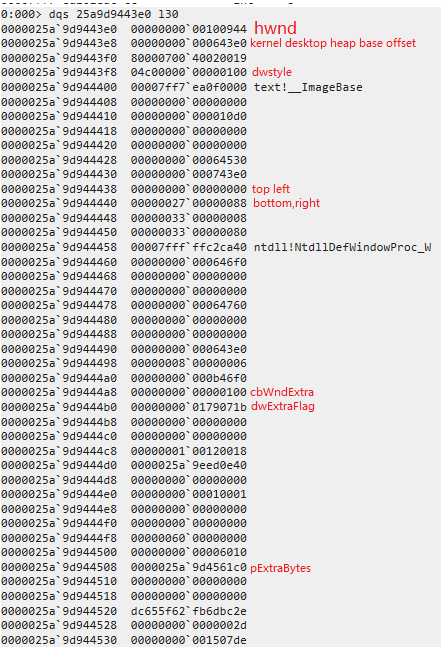 0:000> dqs 25a9d9443e0 l30
0000025a`9d9443e0  00000000`00100944 hwnd
0000025a`9d9443e8  00000000`000643e0 kernel desktop heap base offset
0000025a`9d9443f0  80000700`40020019
0000025a`9d9443f8  04c00000`00000100 dwstyle
0000025a`9d944400  00007ff7`ea0f0000 text!__ImageBase
0000025a`9d944408  00000000`00000000
0000025a`9d944410  00000000`000010d0
0000025a`9d944418  00000000`00000000
0000025a`9d944420  00000000`00000000
0000025a`9d944428  00000000`00064530
0000025a`9d944430  00000000`000743e0
0000025a`9d944438  00000000`00000000 top left
0000025a`9d944440  00000027`00000088 bottom,right
0000025a`9d944448  00000033`00000008
0000025a`9d944450  00000033`00000080
0000025a`9d944458  00007fff`ffc2ca40 ntdll!NtdllDefWindowProc_W
0000025a`9d944460  00000000`000646f0
0000025a`9d944468  00000000`00000000
0000025a`9d944470  00000000`00000000
0000025a`9d944478  00000000`00064760
0000025a`9d944480  00000000`00000000
0000025a`9d944488  00000000`00000000
0000025a`9d944490  00000000`000643e0
0000025a`9d944498  00000008`00000006
0000025a`9d9444a0  00000000`000b46f0
0000025a`9d9444a8  00000000`00000100 cbWndExtra
0000025a`9d9444b0  00000000`0179071b dwExtraFlag
0000025a`9d9444b8  00000000`00000000
0000025a`9d9444c0  00000000`00000000
0000025a`9d9444c8  00000001`00120018
0000025a`9d9444d0  0000025a`9eed0e40
0000025a`9d9444d8  00000000`00000000
0000025a`9d9444e0  00000000`00010001
0000025a`9d9444e8  00000000`00000000
0000025a`9d9444f0  00000000`00000000
0000025a`9d9444f8  00000060`00000000
0000025a`9d944500  00000000`00006010
0000025a`9d944508  0000025a`9d4561c0 pExtraBytes
0000025a`9d944510  00000000`00000000
0000025a`9d944518  00000000`00000000
0000025a`9d944520  dc655f62`fb6dbc2e
0000025a`9d944528  00000000`0000002d
0000025a`9d944530  00000000`001507de